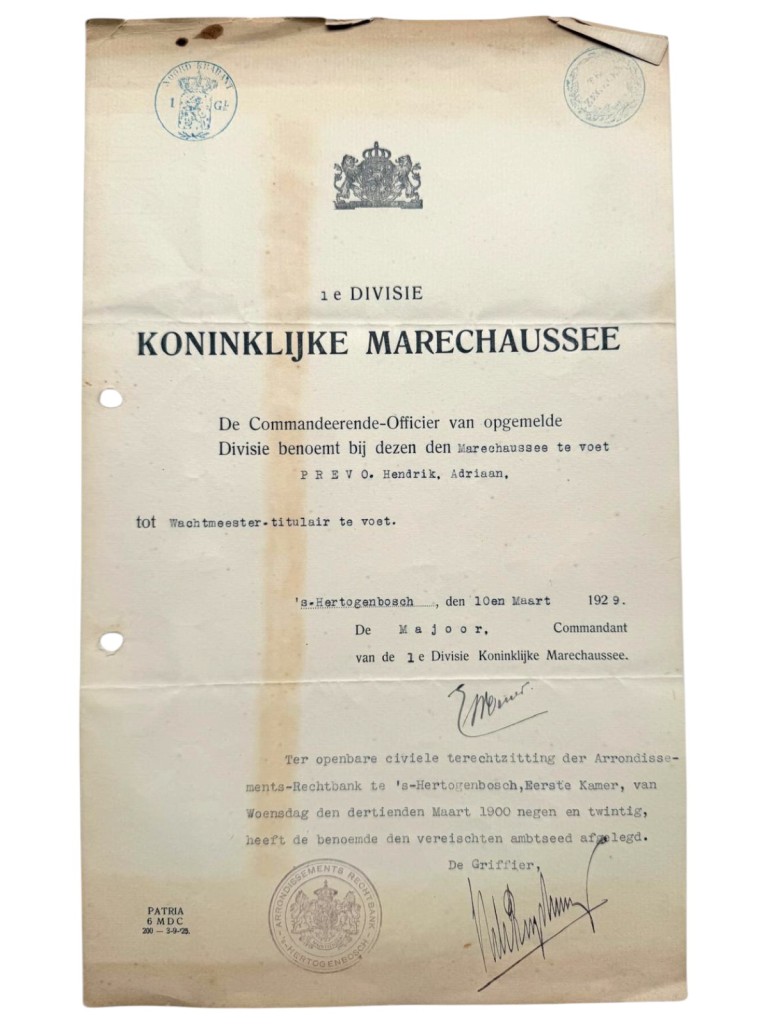 NOORD-BRABANT
1 Gl.
1e DIVISIE
KONINKLIJKE MARECHAUSSEE
De Commandeerende-Officier van opgemelde
Divisie benoemt bij dezen den Marechaussee te voet
P R E V O. Hendrik, Adriaan,
tot Wachtmeester-titulair te voet.
's-Hertogenbosch, den 10en Maart 1929.
De M a j o o r, Commandant
van de 1e Divisie Koninklijke Marechaussee.
Ter openbare civiele terechtzitting der Arrondisse-
ments-Rechtbank te 's-Hertogenbosch,Eerste Kamer, van
Woensdag den dertienden Maart 1900 negen en twintig,
heeft de benoemde den vereischten ambtseed afgelegd.
De Griffier,
ARRONDISSEMENTS RECHTBANK
'S-HERTOGENBOSCH
PATRIA
6 MDC
200 — 3-9-'25.